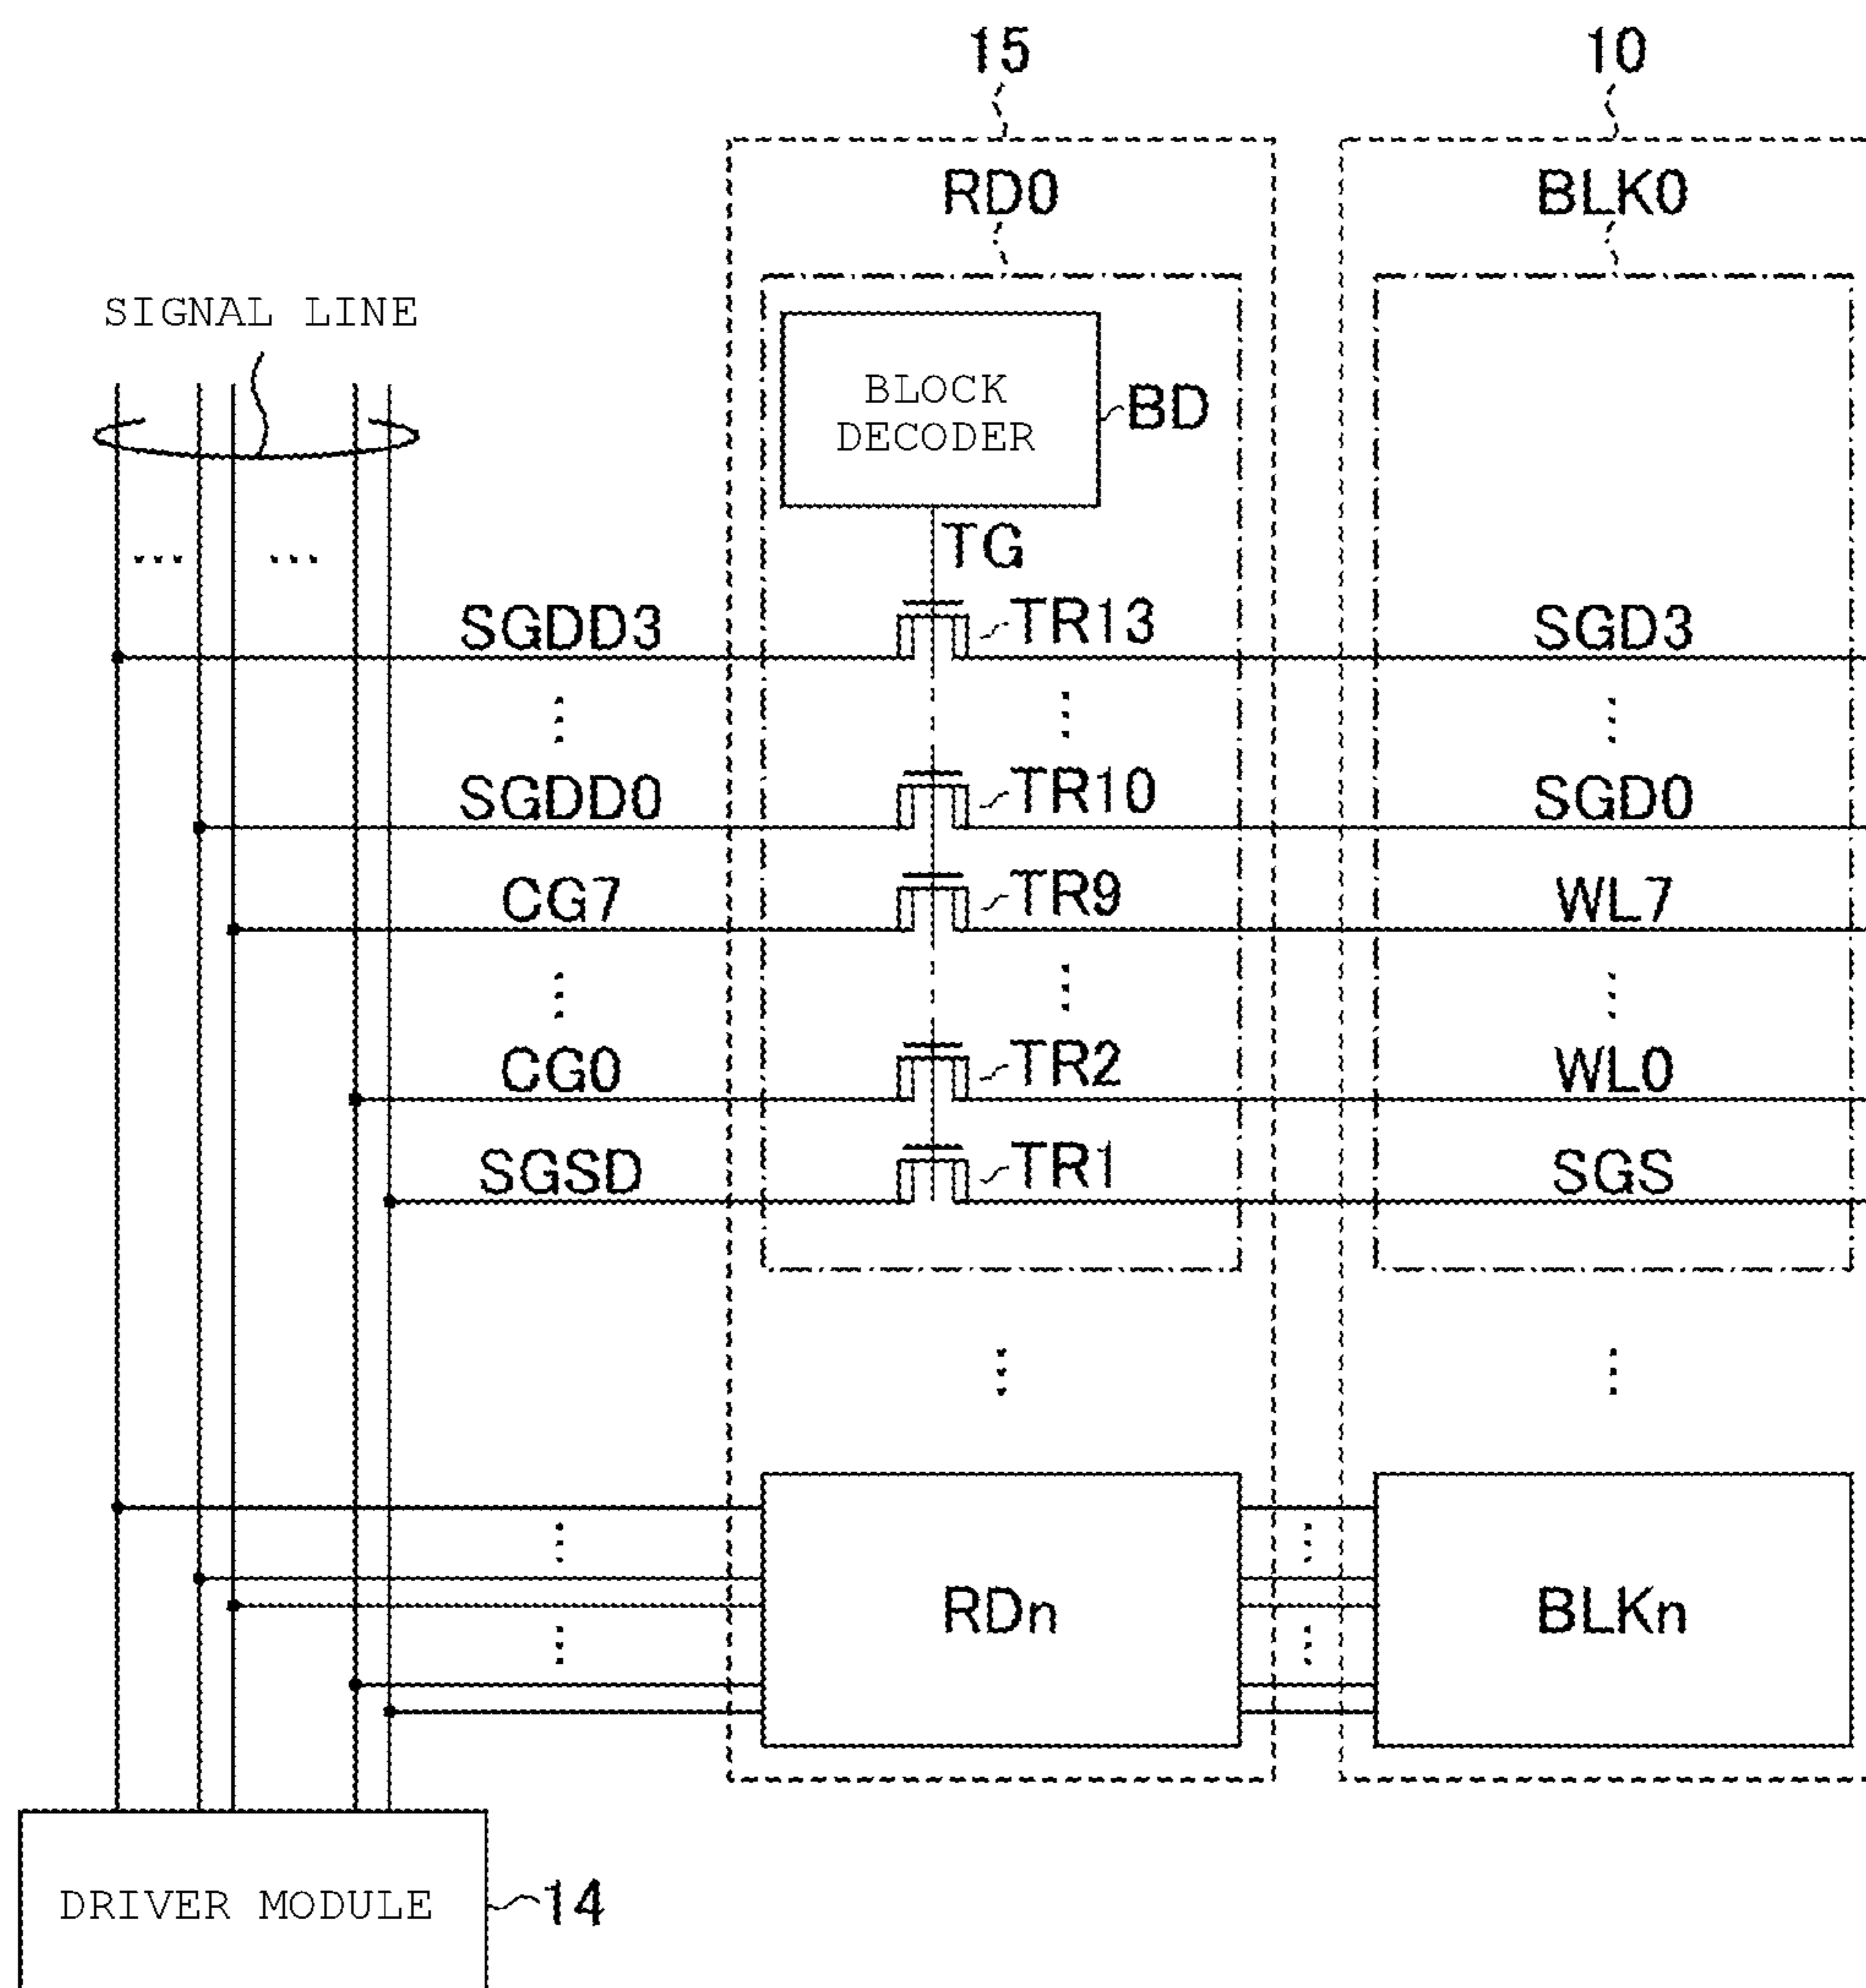 15 10
RD0 BLK0
SIGNAL LINE
BLOCK
DECODER
BD
TG
... ...
SGDD3 TR13 SGD3
⋮ ⋮ ⋮
SGDD0 TR10 SGD0
CG7 TR9 WL7
⋮ ⋮ ⋮
CG0 TR2 WL0
SGSD TR1 SGS
⋮ ⋮
⋮ ⋮
RDn BLKn
⋮ ⋮
DRIVER MODULE 14